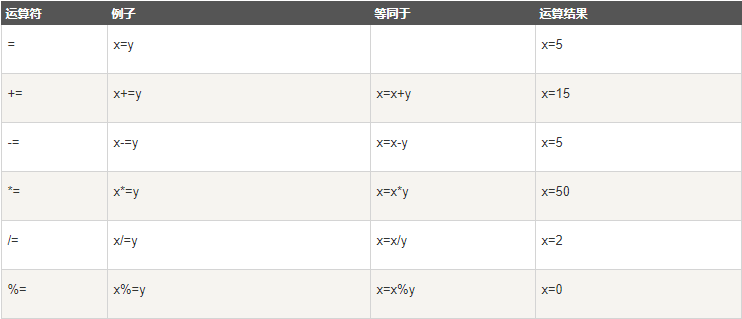 运算符 例子 等同于 运算结果
= x=y x=5
+= x+=y x=x+y x=15
-= x-=y x=x-y x=5
*= x*=y x=x*y x=50
/= x/=y x=x/y x=2
%= x%=y x=x%y x=0